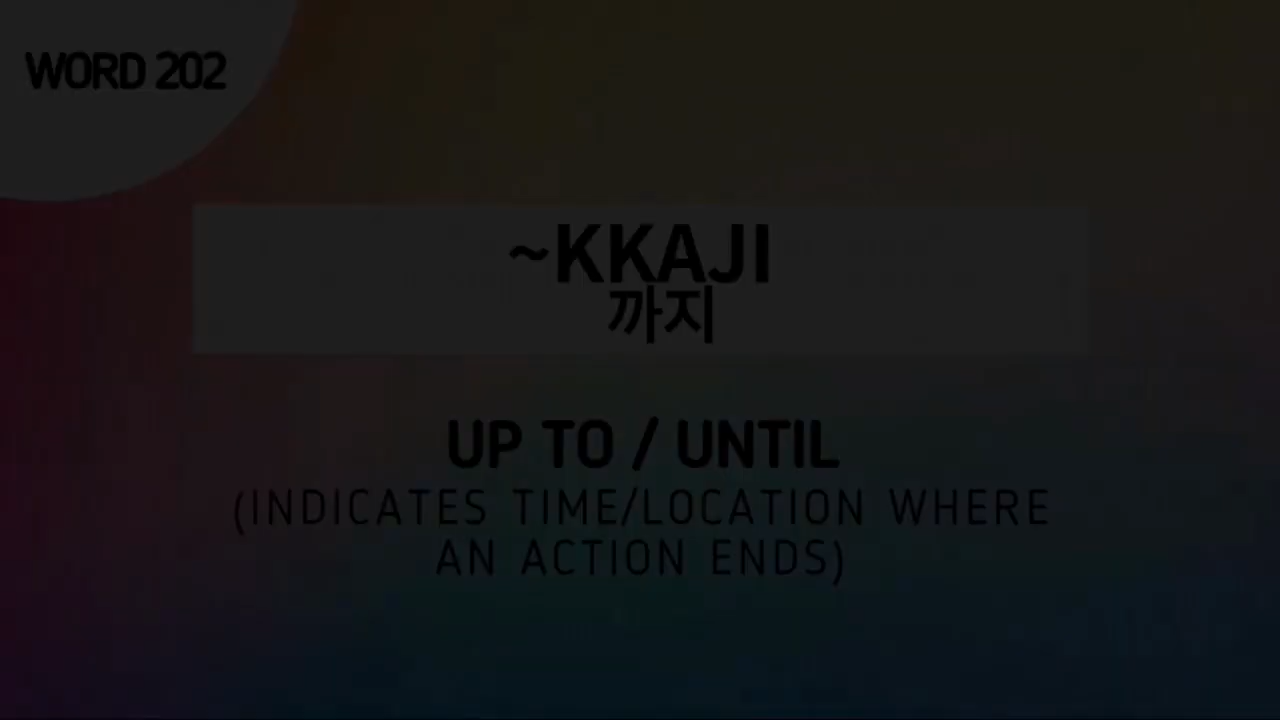 WORD 202
~KKAJI
까지
UP TO / UNTIL
(INDICATES TIME/LOCATION WHERE
AN ACTION ENDS)